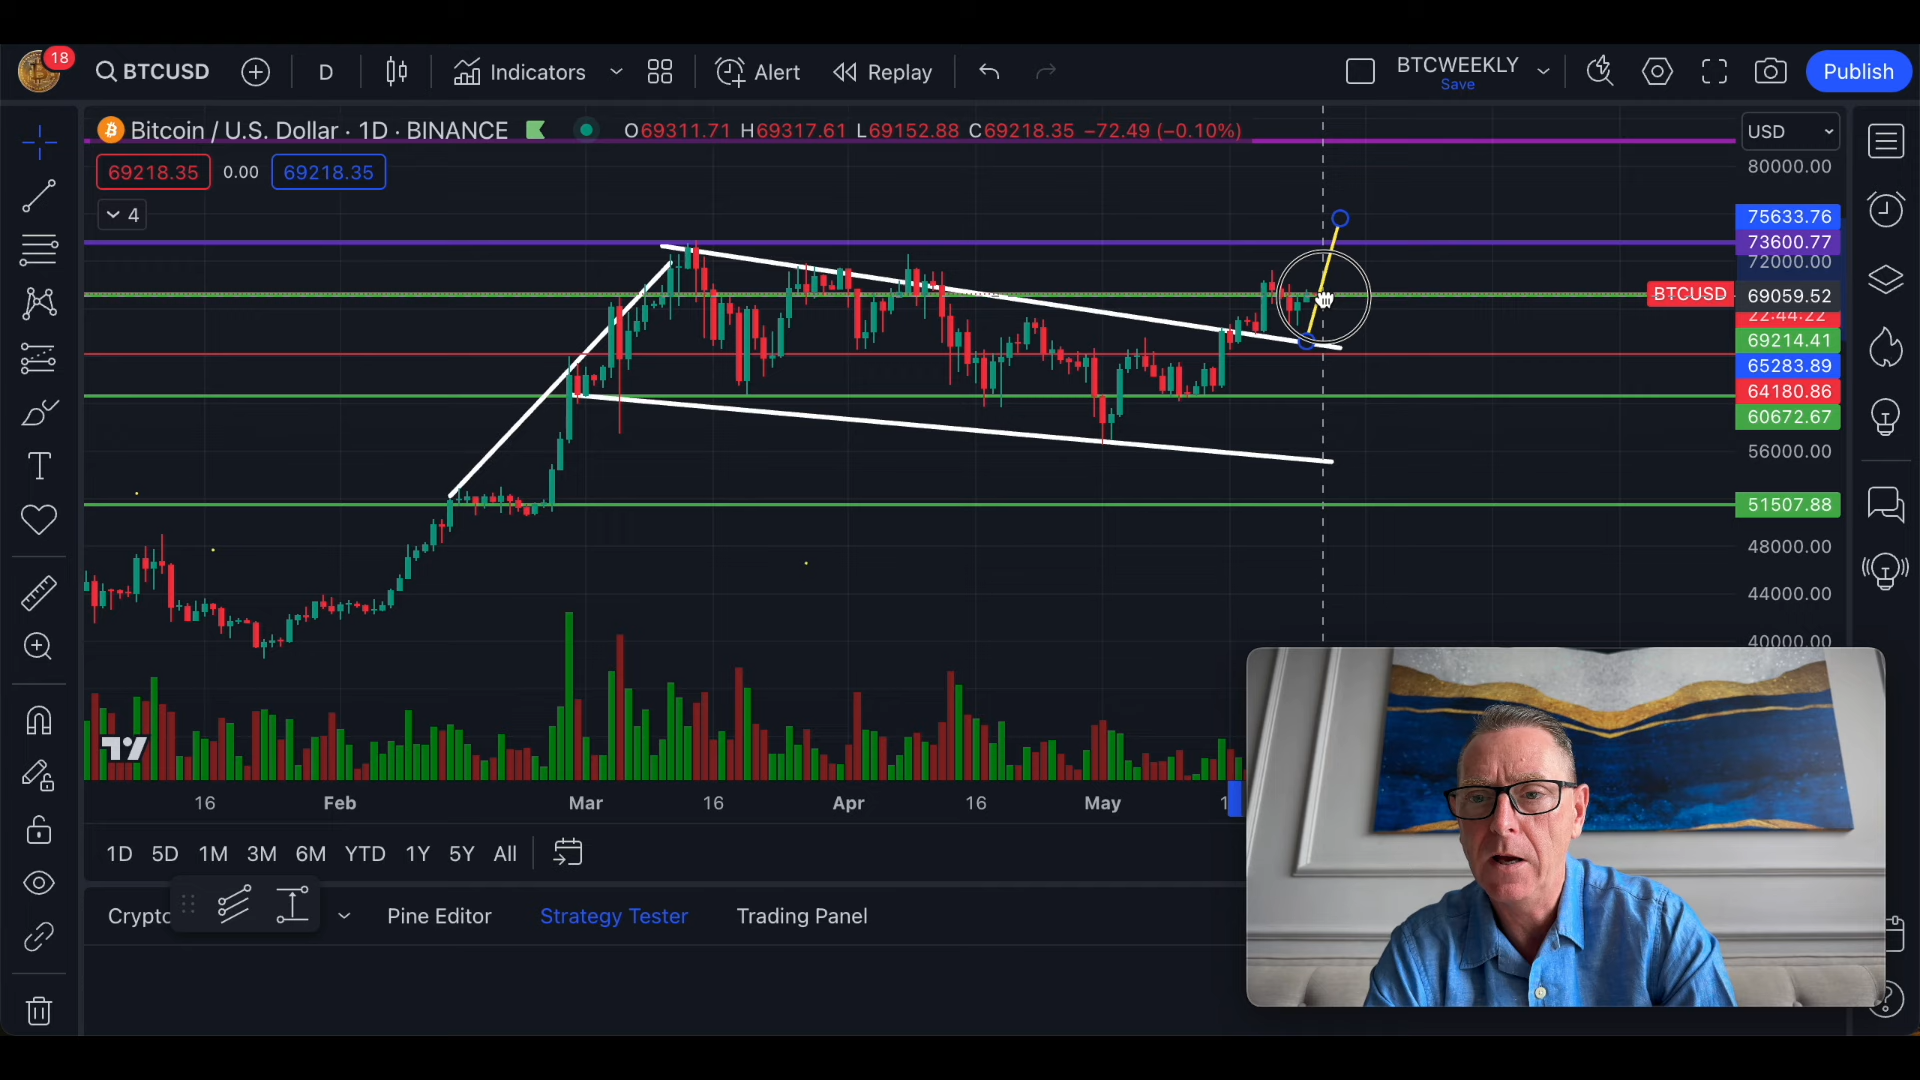 18
BTCUSD
D
Indicators
Alert
Replay
BTCWEEKLY
Save
Publish
Bitcoin / U.S. Dollar · 1D · BINANCE
O69311.71 H69317.61 L69152.88 C69218.35 −72.49 (−0.10%)
USD
69218.35
0.00
69218.35
4
80000.00
75633.76
73600.77
72000.00
BTCUSD
69059.52
22:44:22
69214.41
65283.89
64180.86
60672.67
56000.00
51507.88
48000.00
44000.00
40000.00
16
Feb
Mar
16
Apr
16
May
1D
5D
1M
3M
6M
YTD
1Y
5Y
All
Pine Editor
Strategy Tester
Trading Panel